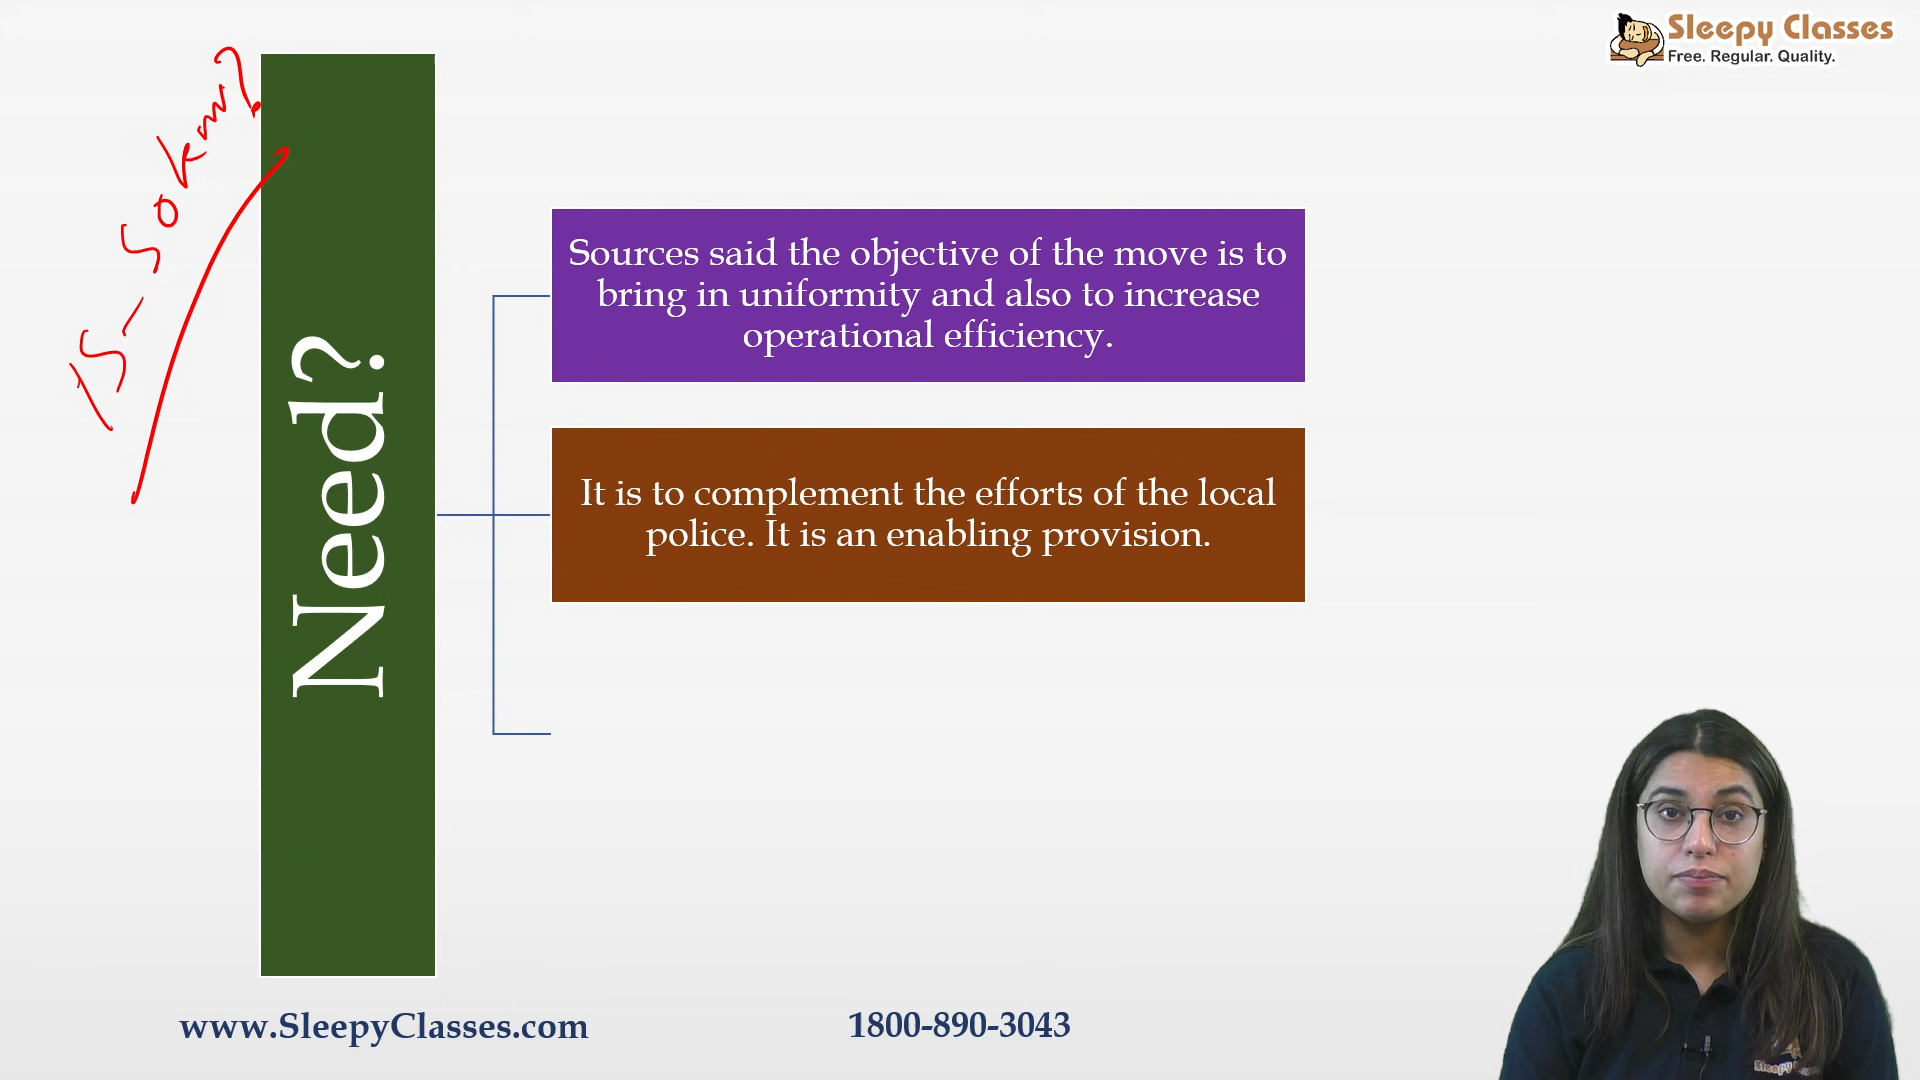 Sleepy Classes
Free. Regular. Quality.
15-50km?
Need?
Sources said the objective of the move is to
bring in uniformity and also to increase
operational efficiency.
It is to complement the efforts of the local
police. It is an enabling provision.
www.SleepyClasses.com
1800-890-3043